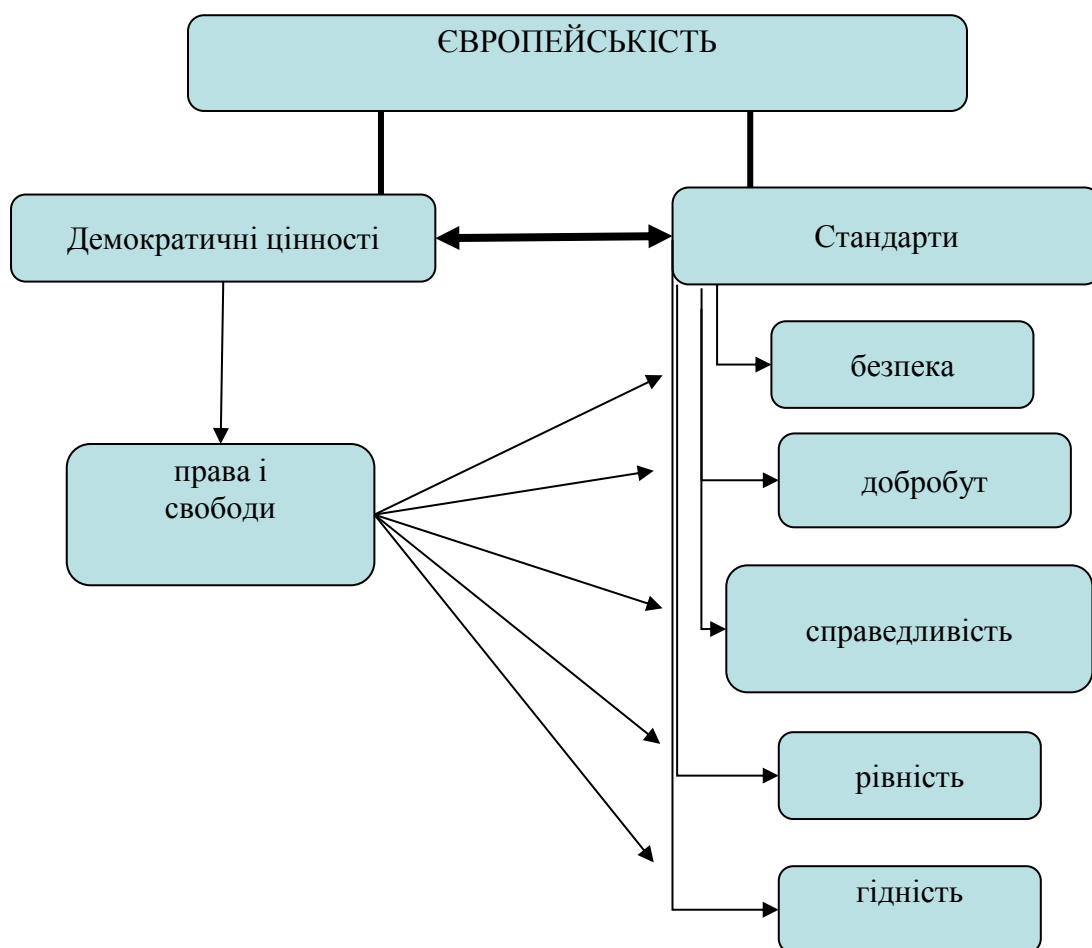 ЄВРОПЕЙСЬКІСТЬ
Демократичні цінності
Стандарти
безпека
права і
свободи
добробут
справедливість
рівність
гідність